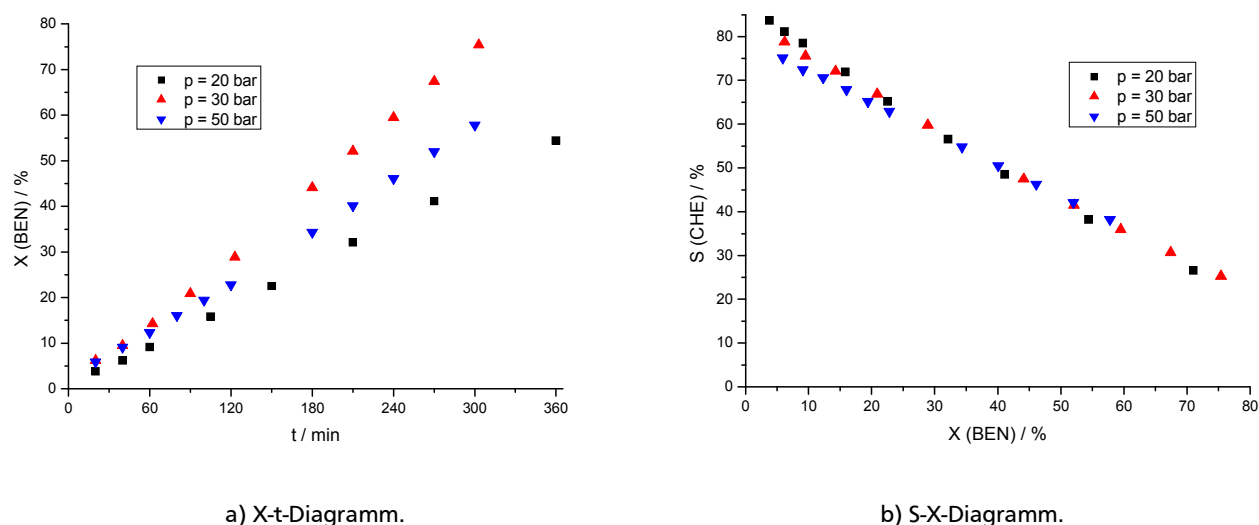 80
70
60
50
40
30
20
10
0
X (BEN) / %
p = 20 bar
p = 30 bar
p = 50 bar
0 60 120 180 240 300 360
t / min
a) X-t-Diagramm.
80
70
60
50
40
30
20
10
0
S (CHE) / %
p = 20 bar
p = 30 bar
p = 50 bar
0 10 20 30 40 50 60 70 80
X (BEN) / %
b) S-X-Diagramm.